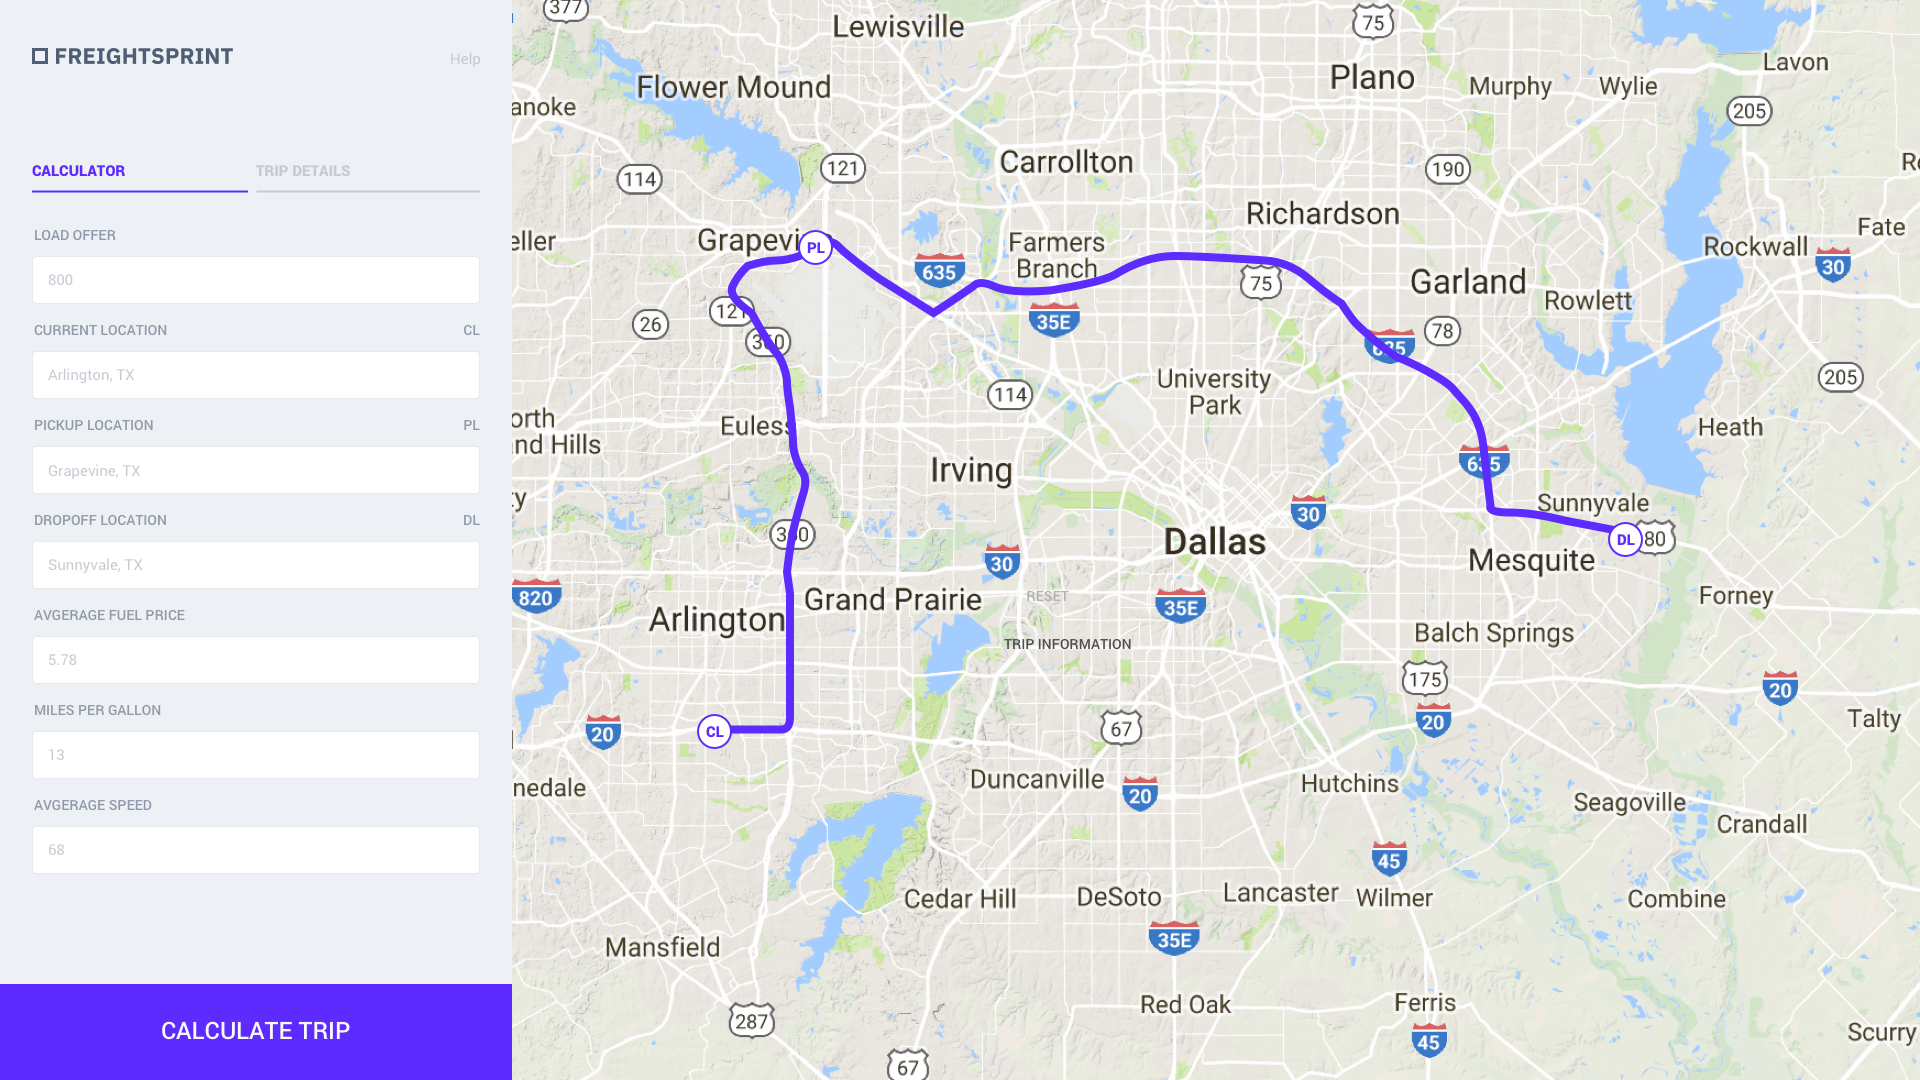 FREIGHTSPRINT
Help
CALCULATOR
TRIP DETAILS
LOAD OFFER
800
CURRENT LOCATION
CL
Arlington, TX
PICKUP LOCATION
PL
Grapevine, TX
DROPOFF LOCATION
DL
Sunnyvale, TX
AVGERAGE FUEL PRICE
5.78
MILES PER GALLON
13
AVGERAGE SPEED
68
CALCULATE TRIP
377
Lewisville
75
Lavon
Plano
Murphy
Wylie
Flower Mound
anoke
205
121
Carrollton
114
190
Ro
Richardson
Fate
eller
Grapevi
PL
Farmers
Branch
Rockwall
635
30
75
Garland
Rowlett
121
26
35E
78
360
635
University
Park
205
114
orth
nd Hills
Euless
Heath
Irving
635
ry
Sunnyvale
30
360
Dallas
DL
80
Mesquite
30
820
RESET
Forney
Grand Prairie
35E
Arlington
TRIP INFORMATION
Balch Springs
175
20
20
Talty
20
CL
67
Duncanville
Hutchins
nedale
20
Seagoville
Crandall
45
Cedar Hill
DeSoto
Lancaster
Wilmer
Combine
Mansfield
35E
Red Oak
Ferris
287
45
Scurry
67